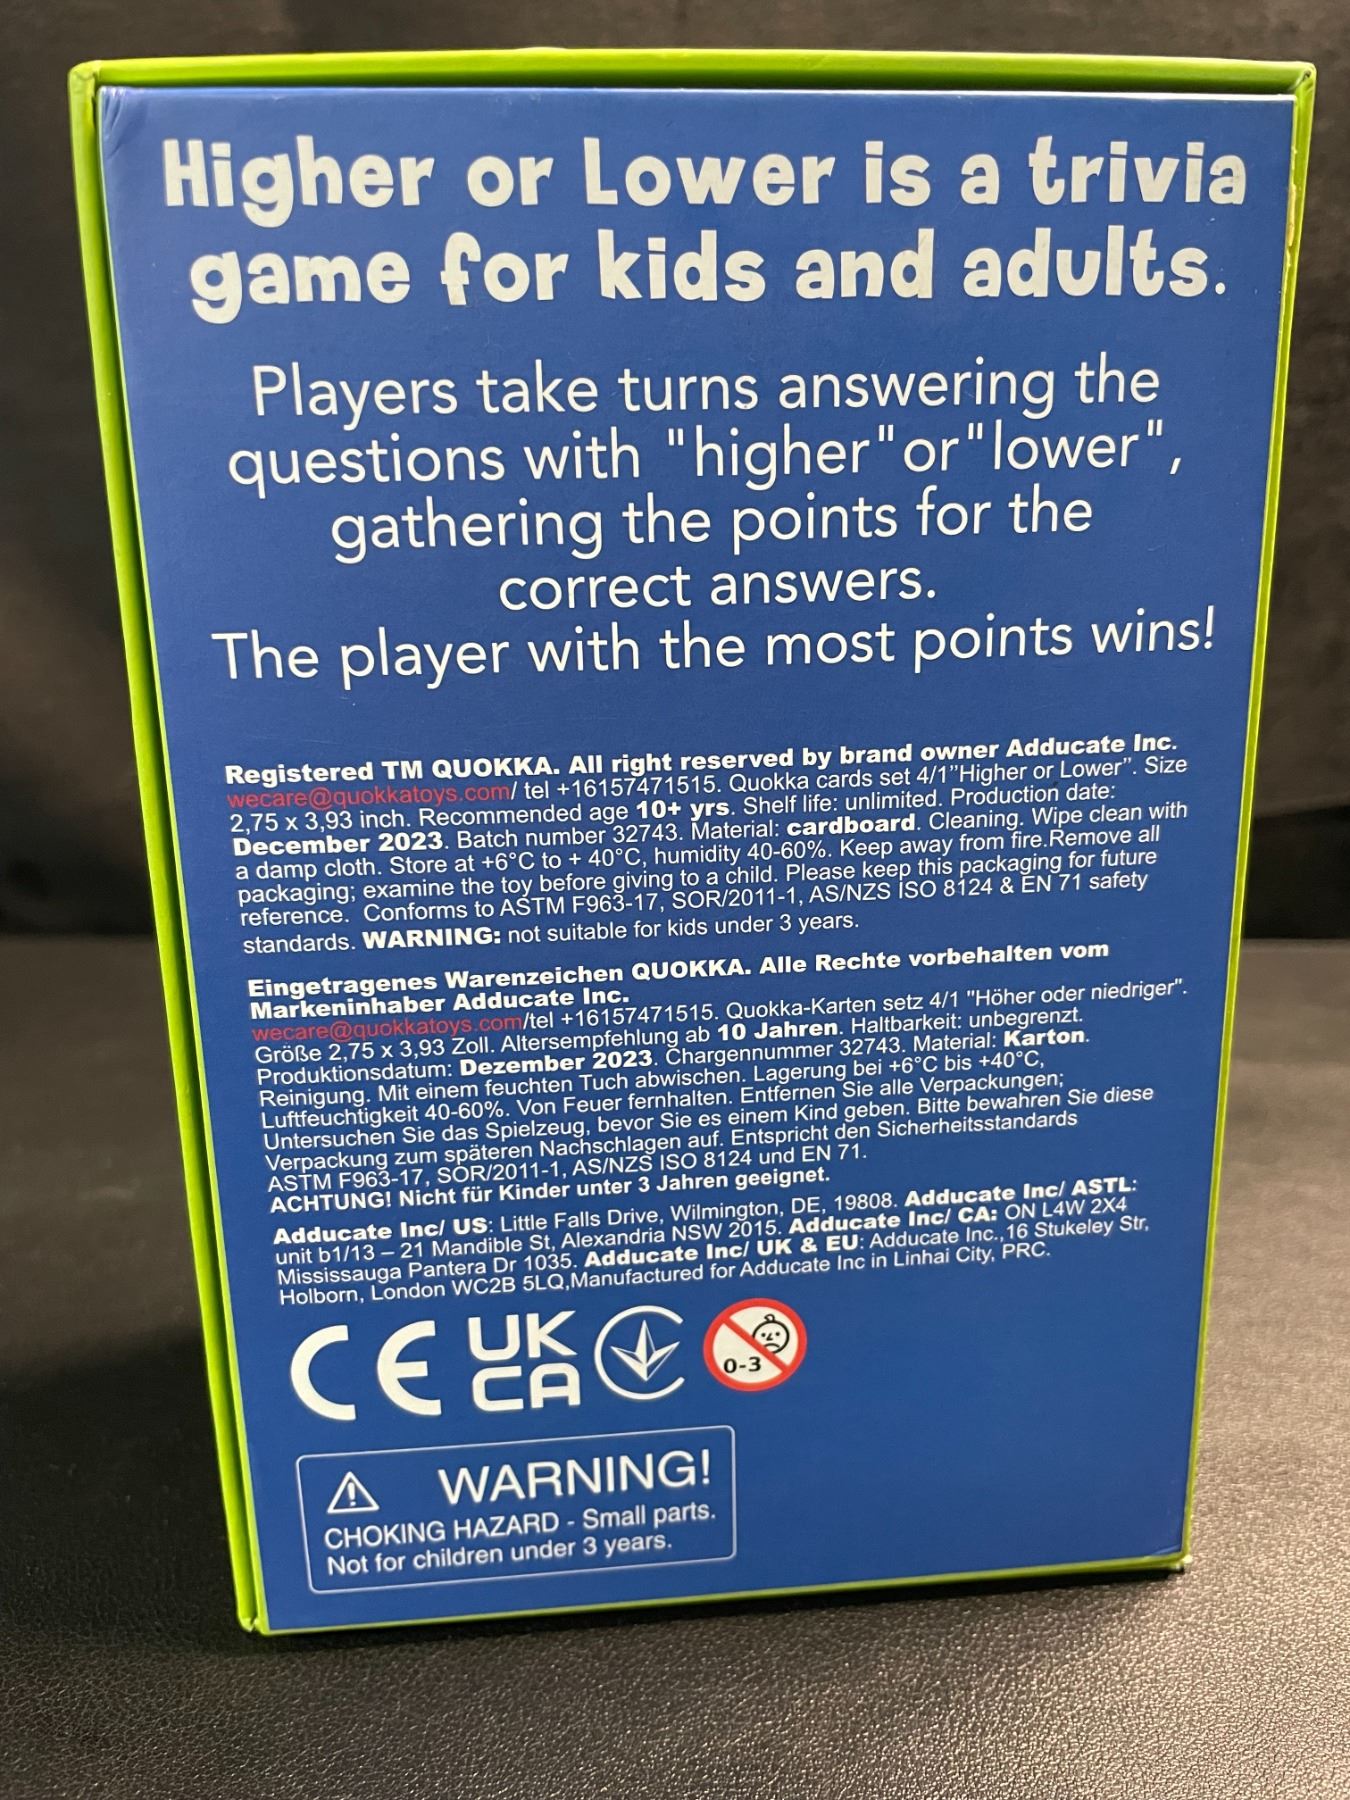 Higher or Lower is a trivia
game for kids and adults.
Players take turns answering the
questions with "higher"or"lower",
gathering the points for the
correct answers.
The player with the most points wins!
Registered TM QUOKKA. All right reserved by brand owner Adducate Inc.
wecare@quokkatoys.com/ tel +16157471515. Quokka cards set 4/1"Higher or Lower". Size
2,75 x 3,93 inch. Recommended age 10+ yrs. Shelf life: unlimited. Production date:
December 2023. Batch number 32743. Material: cardboard. Cleaning. Wipe clean with
a damp cloth. Store at +6°C to + 40°C, humidity 40-60%. Keep away from fire.Remove all
packaging; examine the toy before giving to a child. Please keep this packaging for future
reference. Conforms to ASTM F963-17, SOR/2011-1, AS/NZS ISO 8124 & EN 71 safety
standards. WARNING: not suitable for kids under 3 years.
Eingetragenes Warenzeichen QUOKKA. Alle Rechte vorbehalten vom
Markeninhaber Adducate Inc.
wecare@quokkatoys.com/tel +16157471515. Quokka-Karten setz 4/1 "Höher oder niedriger".
Größe 2,75 x 3,93 Zoll. Altersempfehlung ab 10 Jahren. Haltbarkeit: unbegrenzt.
Produktionsdatum: Dezember 2023. Chargennummer 32743. Material: Karton.
Reinigung. Mit einem feuchten Tuch abwischen. Lagerung bei +6°C bis +40°C,
Luftfeuchtigkeit 40-60%. Von Feuer fernhalten. Entfernen Sie alle Verpackungen;
Untersuchen Sie das Spielzeug, bevor Sie es einem Kind geben. Bitte bewahren Sie diese
Verpackung zum späteren Nachschlagen auf. Entspricht den Sicherheitsstandards
ASTM F963-17, SOR/2011-1, AS/NZS ISO 8124 und EN 71.
ACHTUNG! Nicht für Kinder unter 3 Jahren geeignet.
Adducate Inc/ US: Little Falls Drive, Wilmington, DE, 19808. Adducate Inc/ ASTL:
unit b1/13 – 21 Mandible St, Alexandria NSW 2015. Adducate Inc/ CA: ON L4W 2X4
Mississauga Pantera Dr 1035. Adducate Inc/ UK & EU: Adducate Inc.,16 Stukeley Str,
Holborn, London WC2B 5LQ,Manufactured for Adducate Inc in Linhai City, PRC.
CE UK
CA
0-3
WARNING!
CHOKING HAZARD - Small parts.
Not for children under 3 years.